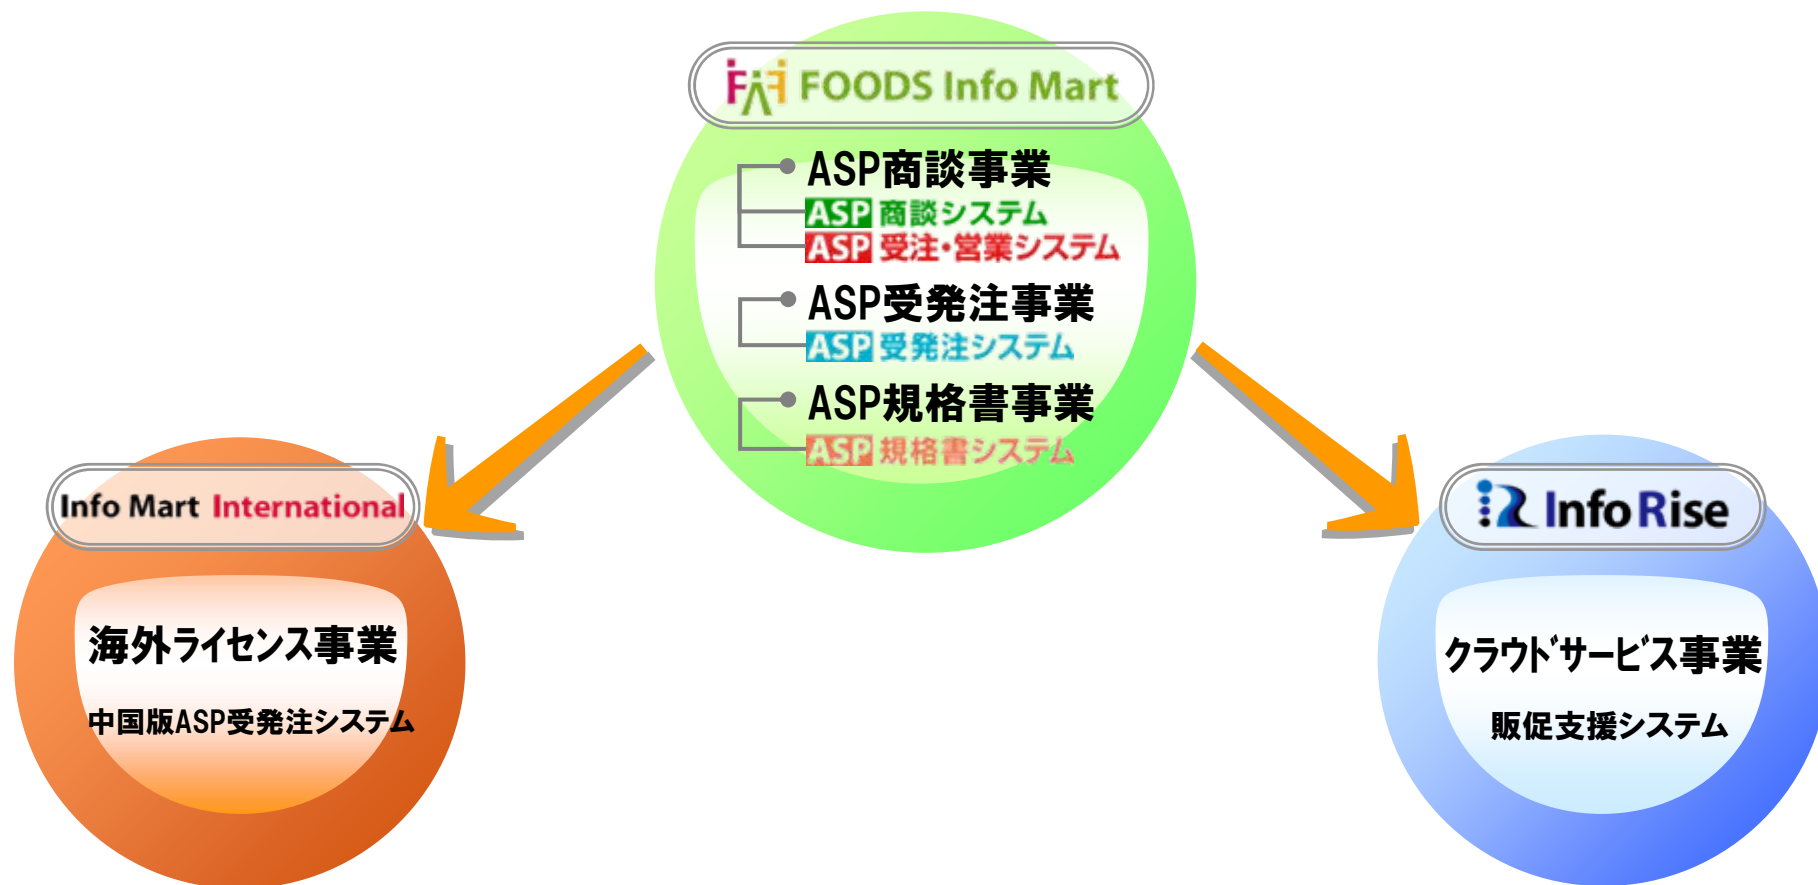 FOODS Info Mart
ASP商談事業
ASP 商談システム
ASP 受注・営業システム
ASP受発注事業
ASP 受発注システム
ASP規格書事業
ASP 規格書システム
Info Mart International
海外ライセンス事業
中国版ASP受発注システム
Info Rise
クラウドサービス事業
販促支援システム